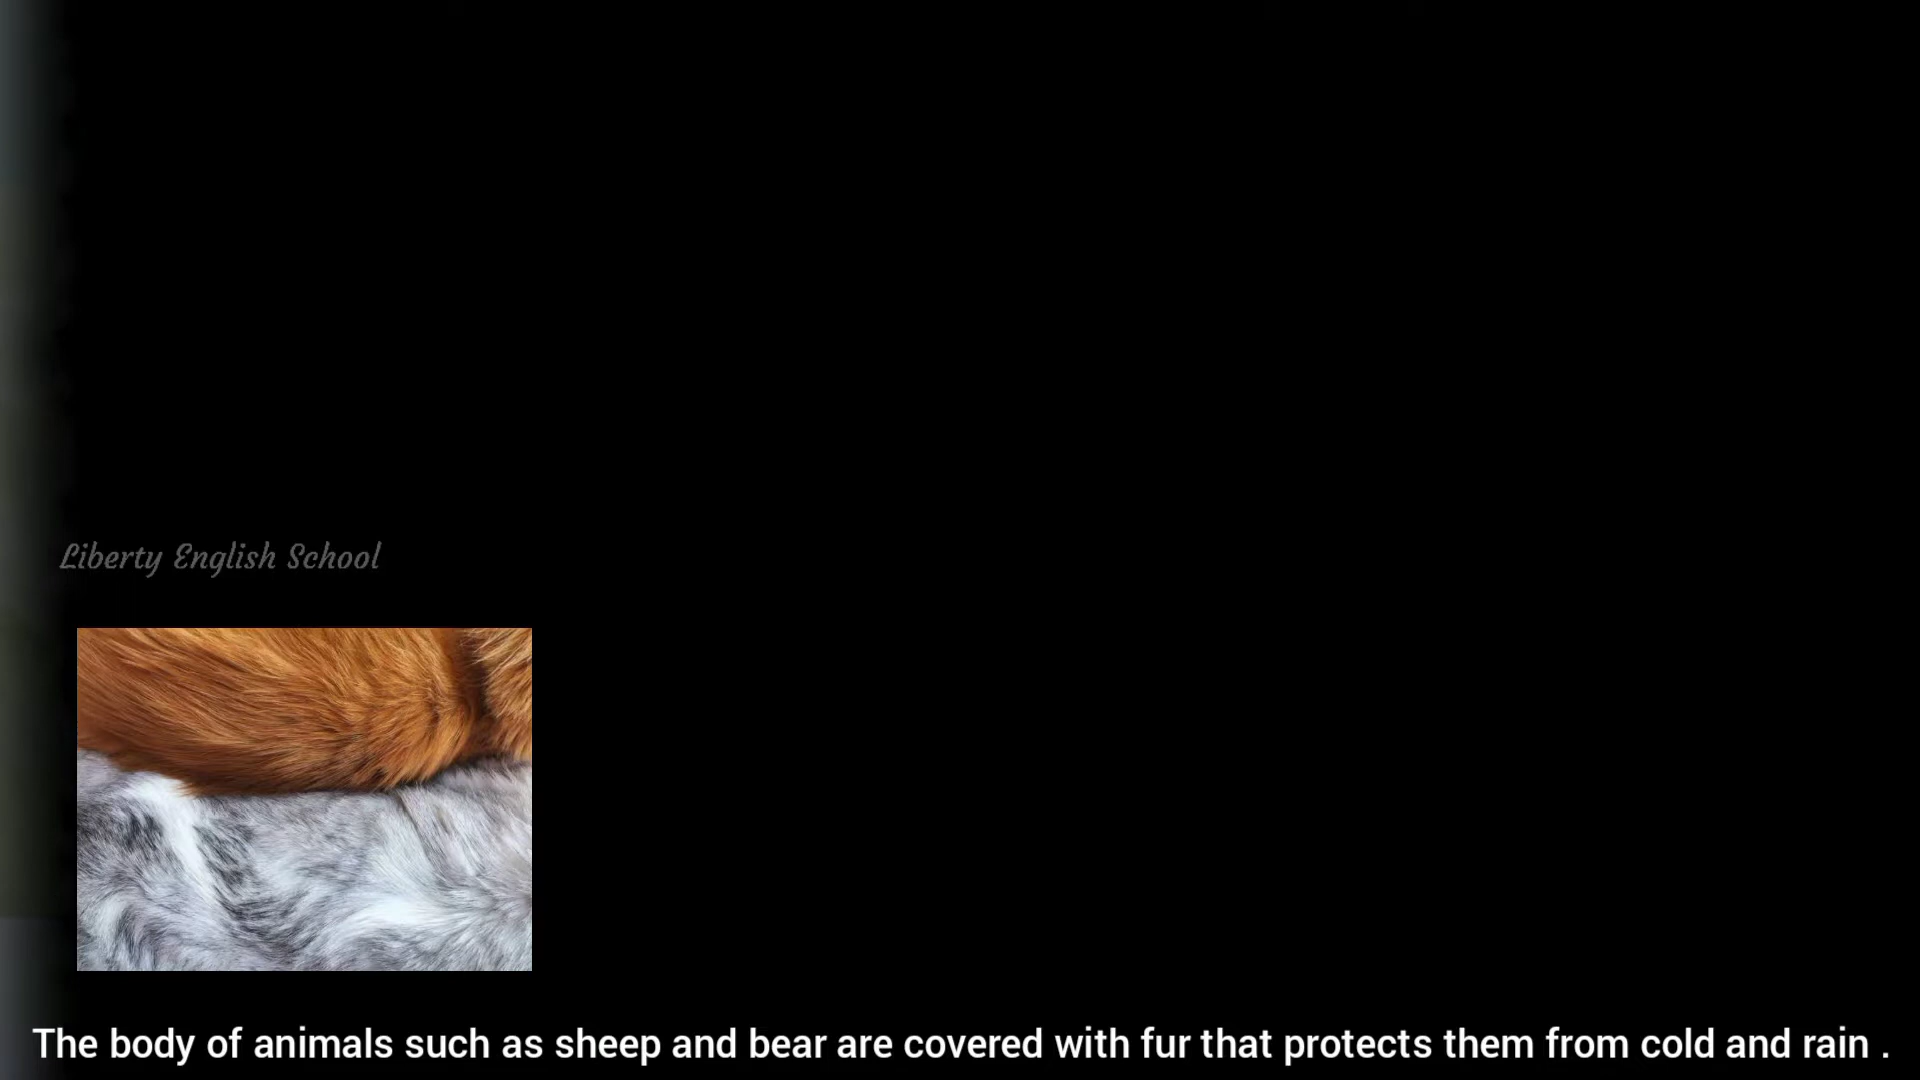 Liberty English School
The body of animals such as sheep and bear are covered with fur that protects them from cold and rain .